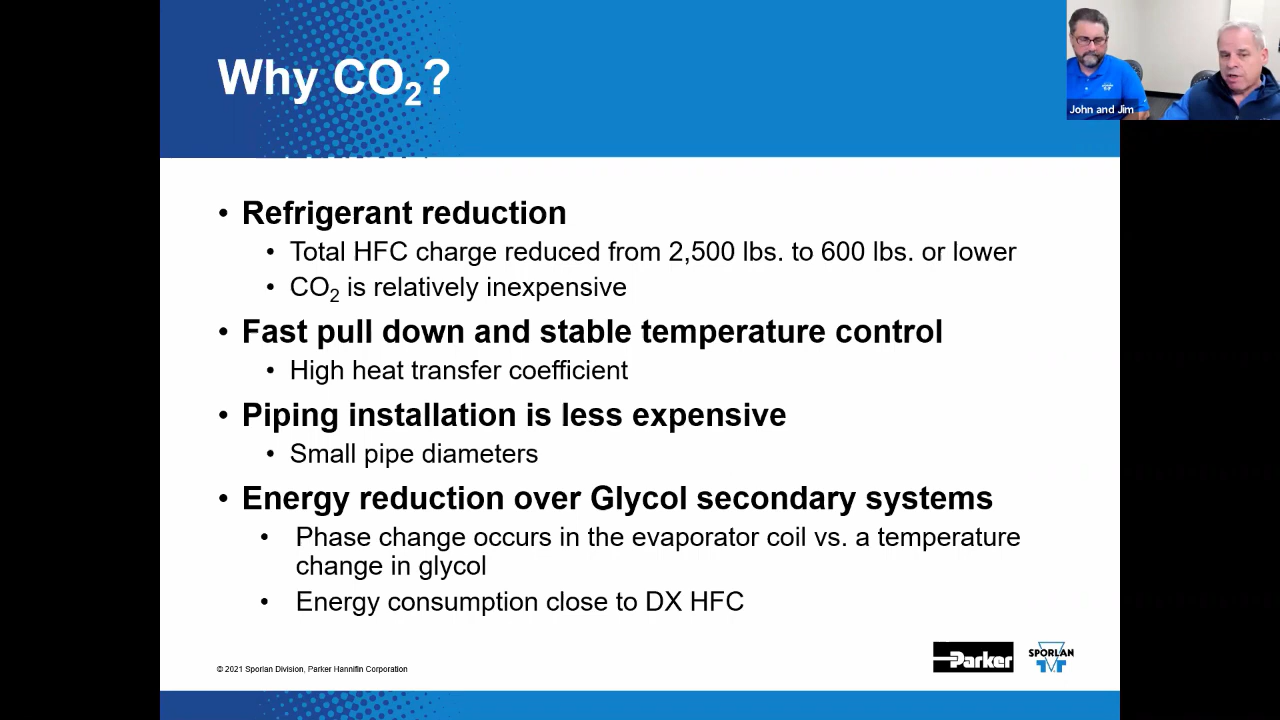 Why CO₂?
John and Jim
• Refrigerant reduction
• Total HFC charge reduced from 2,500 lbs. to 600 lbs. or lower
• CO₂ is relatively inexpensive
• Fast pull down and stable temperature control
• High heat transfer coefficient
• Piping installation is less expensive
• Small pipe diameters
• Energy reduction over Glycol secondary systems
• Phase change occurs in the evaporator coil vs. a temperature
change in glycol
• Energy consumption close to DX HFC
© 2021 Sporlan Division, Parker Hannifin Corporation
Parker
SPORLAN